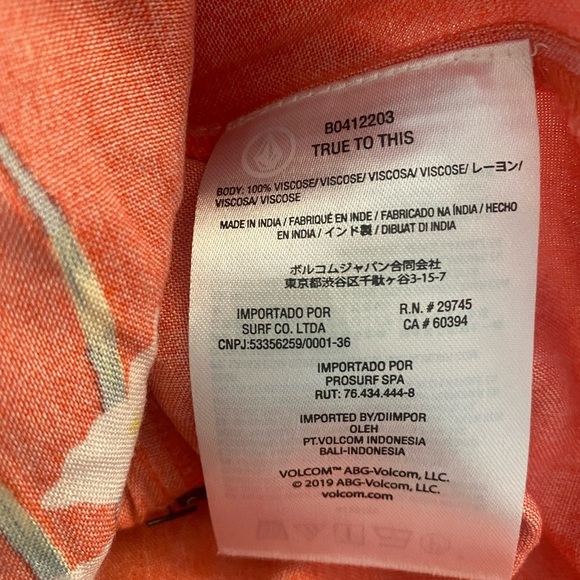 B0412203
TRUE TO THIS
BODY: 100% VISCOSE/ VISCOSE/ VISCOSA/ VISCOSE/ レーヨン/
VISCOSA/ VISCOSE
MADE IN INDIA / FABRIQUÉ EN INDE / FABRICADO NA ÍNDIA / HECHO
EN INDIA / インド製 / DIBUAT DI INDIA
ボルコムジャパン合同会社
東京都渋谷区千駄ヶ谷3-15-7
IMPORTADO POR
SURF CO. LTDA
CNPJ:53356259/0001-36
R.N. # 29745
CA # 60394
IMPORTADO POR
PROSURF SPA
RUT: 76.434.444-8
IMPORTED BY/DIIMPOR
OLEH
PT.VOLCOM INDONESIA
BALI-INDONESIA
VOLCOM™ ABG-Volcom, LLC.
© 2019 ABG-Volcom, LLC.
volcom.com